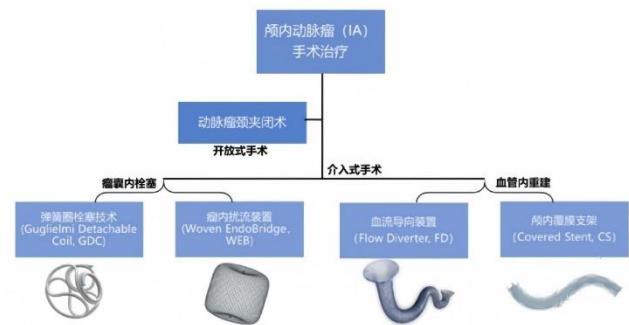 颅内动脉瘤（IA）
手术治疗
动脉瘤颈夹闭术
开放式手术
介入式手术
瘤囊内栓塞
血管内重建
弹簧圈栓塞技术
(Guglielmi Detachable
Coil, GDC)
瘤内扰流装置
(Woven EndoBridge,
WEB)
血流导向装置
(Flow Diverter, FD)
颅内覆膜支架
(Covered Stent, CS)